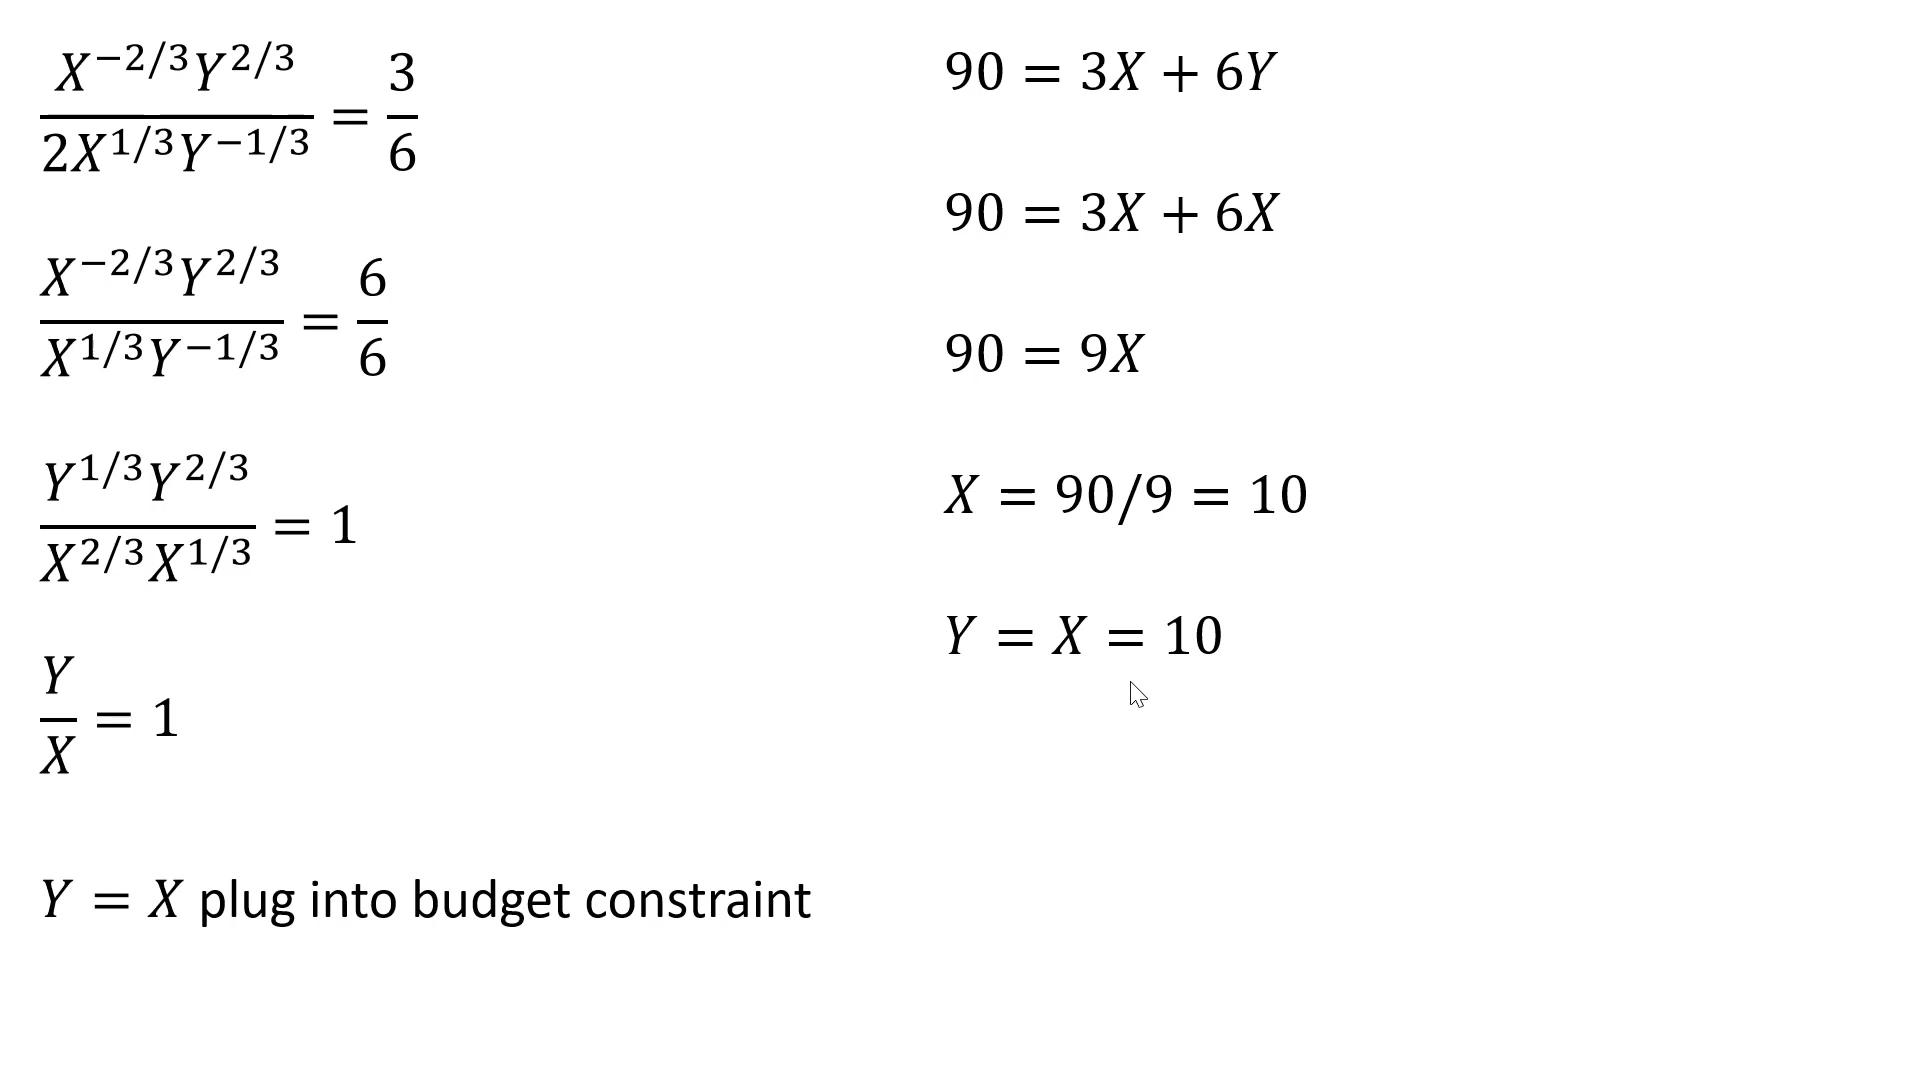 X^{-2/3}Y^{2/3} / 2X^{1/3}Y^{-1/3} = 3/6
X^{-2/3}Y^{2/3} / X^{1/3}Y^{-1/3} = 6/6
Y^{1/3}Y^{2/3} / X^{2/3}X^{1/3} = 1
Y/X = 1
Y = X plug into budget constraint
90 = 3X + 6Y
90 = 3X + 6X
90 = 9X
X = 90/9 = 10
Y = X = 10